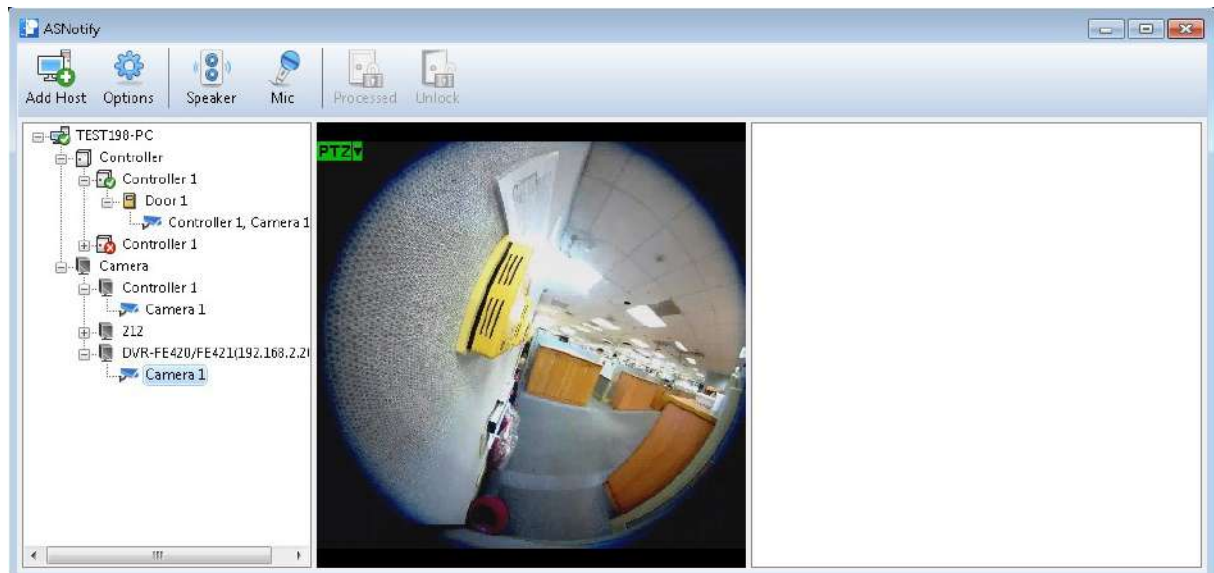 ASNotify
Add Host Options Speaker Mic Processed Unlock
TEST198-PC
PTZ
Controller
Controller 1
Door 1
Controller 1, Camera 1
Controller 1
Camera
Controller 1
Camera 1
212
DVR-FE420/FE421(192.168.2.2
Camera 1